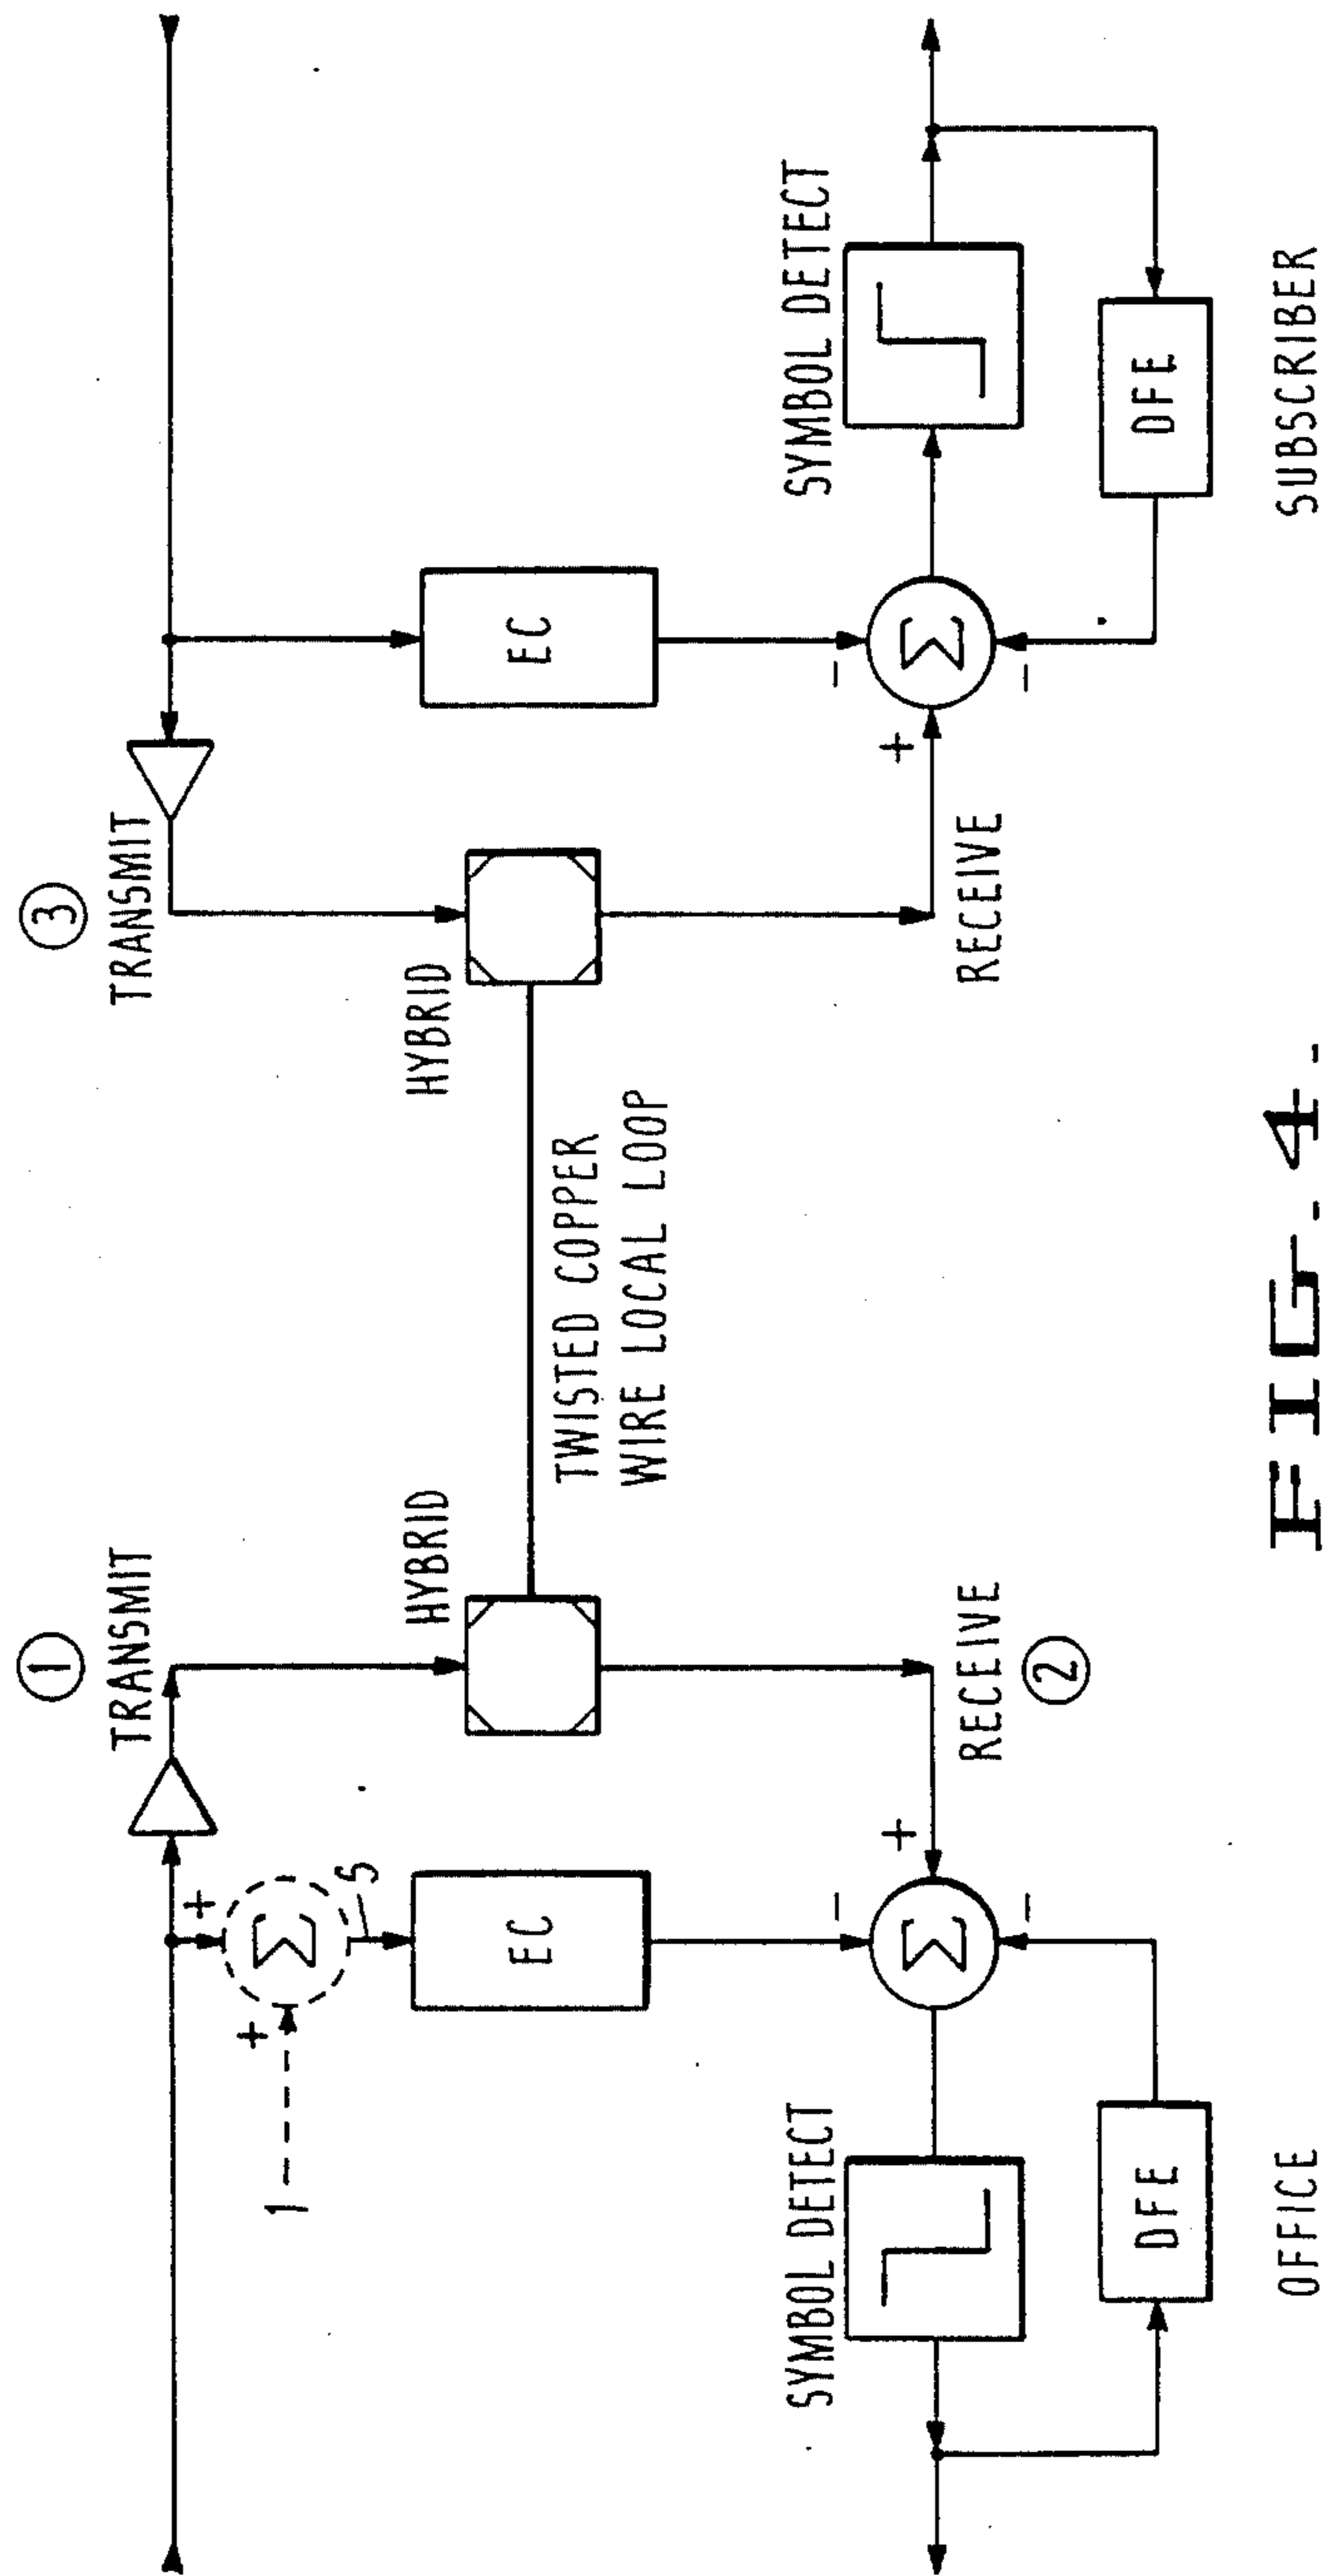 ① TRANSMIT
③ TRANSMIT
+
+
1
Σ
5
HYBRID
HYBRID
EC
EC
TWISTED COPPER
WIRE LOCAL LOOP
SYMBOL DETECT
SYMBOL DETECT
-
+
-
Σ
+
-
-
Σ
RECEIVE
②
RECEIVE
DFE
DFE
OFFICE
SUBSCRIBER
FIG. 4.